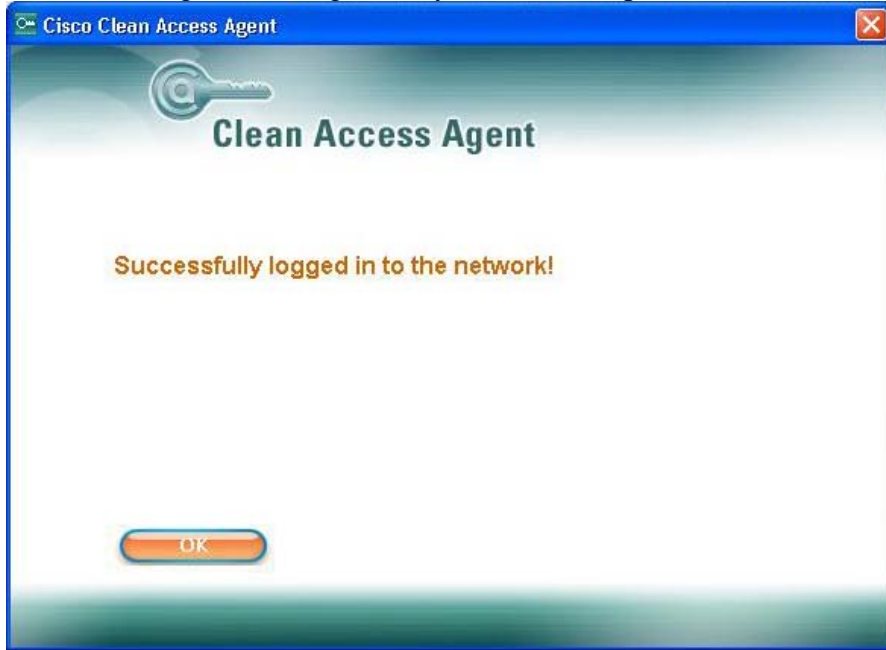 Cisco Clean Access Agent
Clean Access Agent
Successfully logged in to the network!
OK